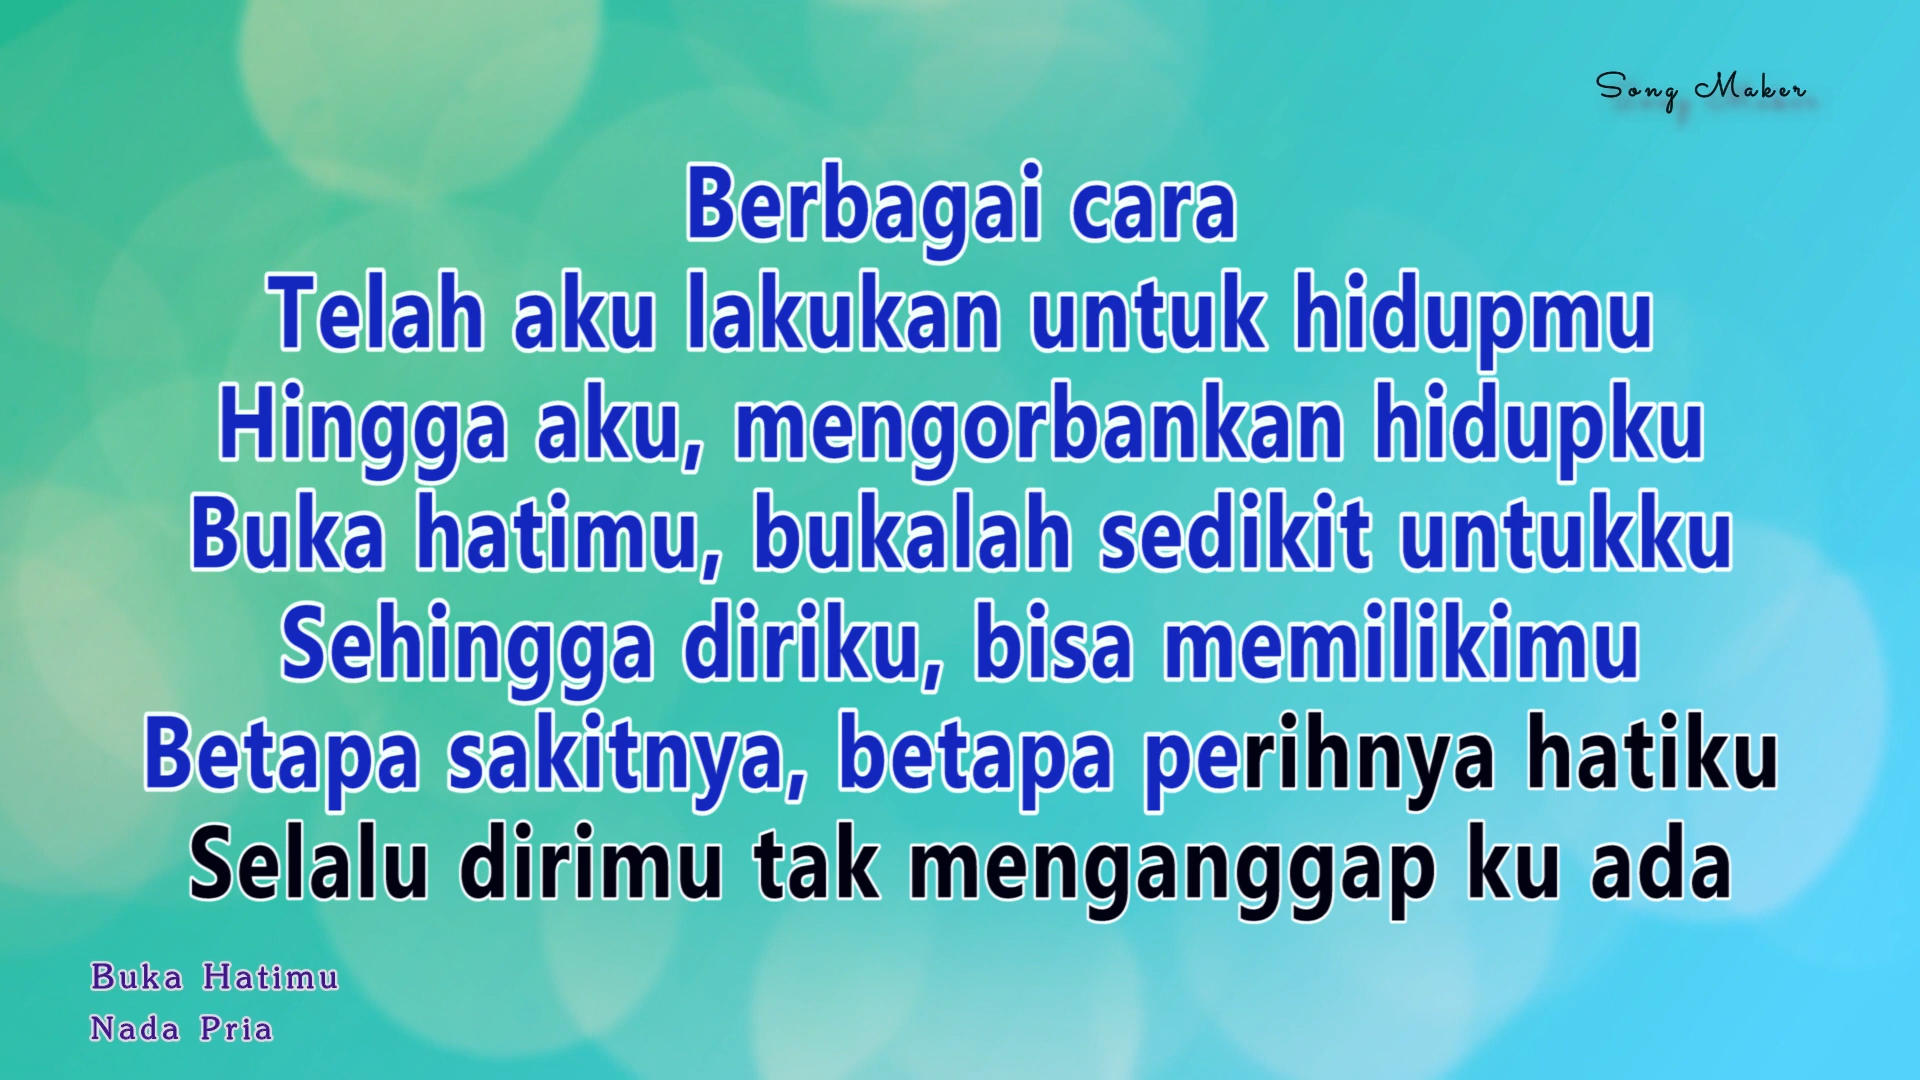 Song Maker
Berbagai cara
Telah aku lakukan untuk hidupmu
Hingga aku, mengorbankan hidupku
Buka hatimu, bukalah sedikit untukku
Sehingga diriku, bisa memilikimu
Betapa sakitnya, betapa perihnya hatiku
Selalu dirimu tak menganggap ku ada
Buka Hatimu
Nada Pria